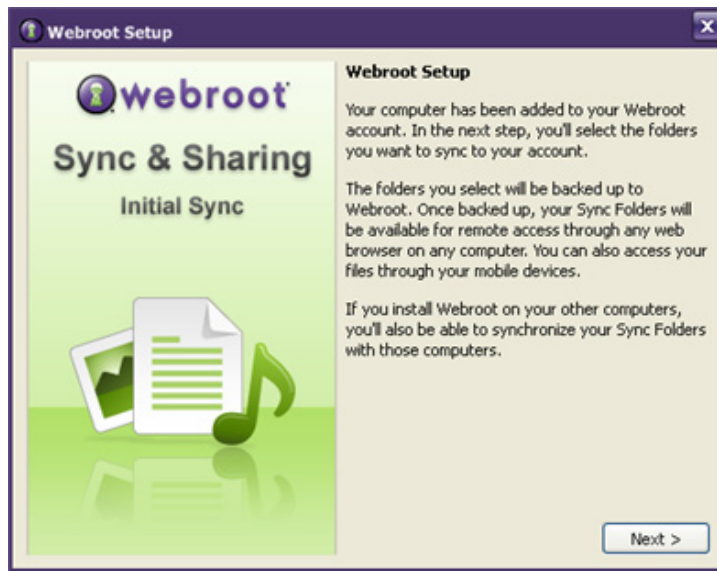 Webroot Setup
webroot
Sync & Sharing
Initial Sync
Webroot Setup
Your computer has been added to your Webroot
account. In the next step, you'll select the folders
you want to sync to your account.
The folders you select will be backed up to
Webroot. Once backed up, your Sync Folders will
be available for remote access through any web
browser on any computer. You can also access your
files through your mobile devices.
If you install Webroot on your other computers,
you'll also be able to synchronize your Sync Folders
with those computers.
Next >